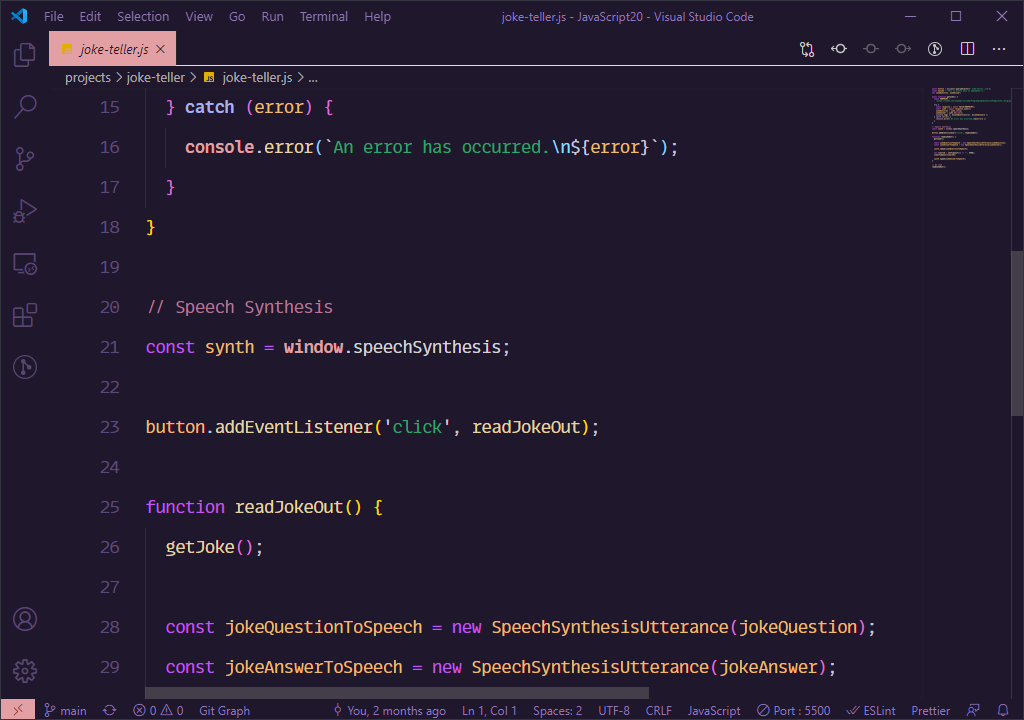 File Edit Selection View Go Run Terminal Help joke-teller.js - JavaScript20 - Visual Studio Code
JS joke-teller.js
projects > joke-teller > JS joke-teller.js > ...
15 } catch (error) {
16 console.error(`An error has occurred.\n${error}`);
17 }
18 }
19
20 // Speech Synthesis
21 const synth = window.speechSynthesis;
22
23 button.addEventListener('click', readJokeOut);
24
25 function readJokeOut() {
26 getJoke();
27
28 const jokeQuestionToSpeech = new SpeechSynthesisUtterance(jokeQuestion);
29 const jokeAnswerToSpeech = new SpeechSynthesisUtterance(jokeAnswer);
main 0 0 Git Graph You, 2 months ago Ln 1, Col 1 Spaces: 2 UTF-8 CRLF JavaScript Port : 5500 ESLint Prettier